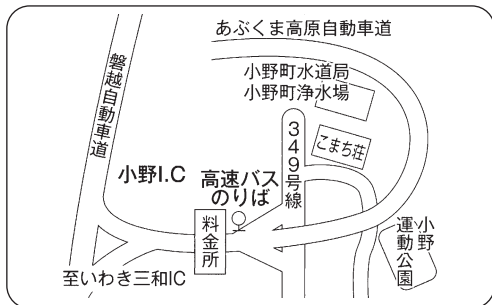 あぶくま高原自動車道
小野町水道局
小野町浄水場
磐越自動車道
349号線
こまち荘
小野I.C
高速バス
のりば
料金所
小野
運動公園
至いわき三和IC